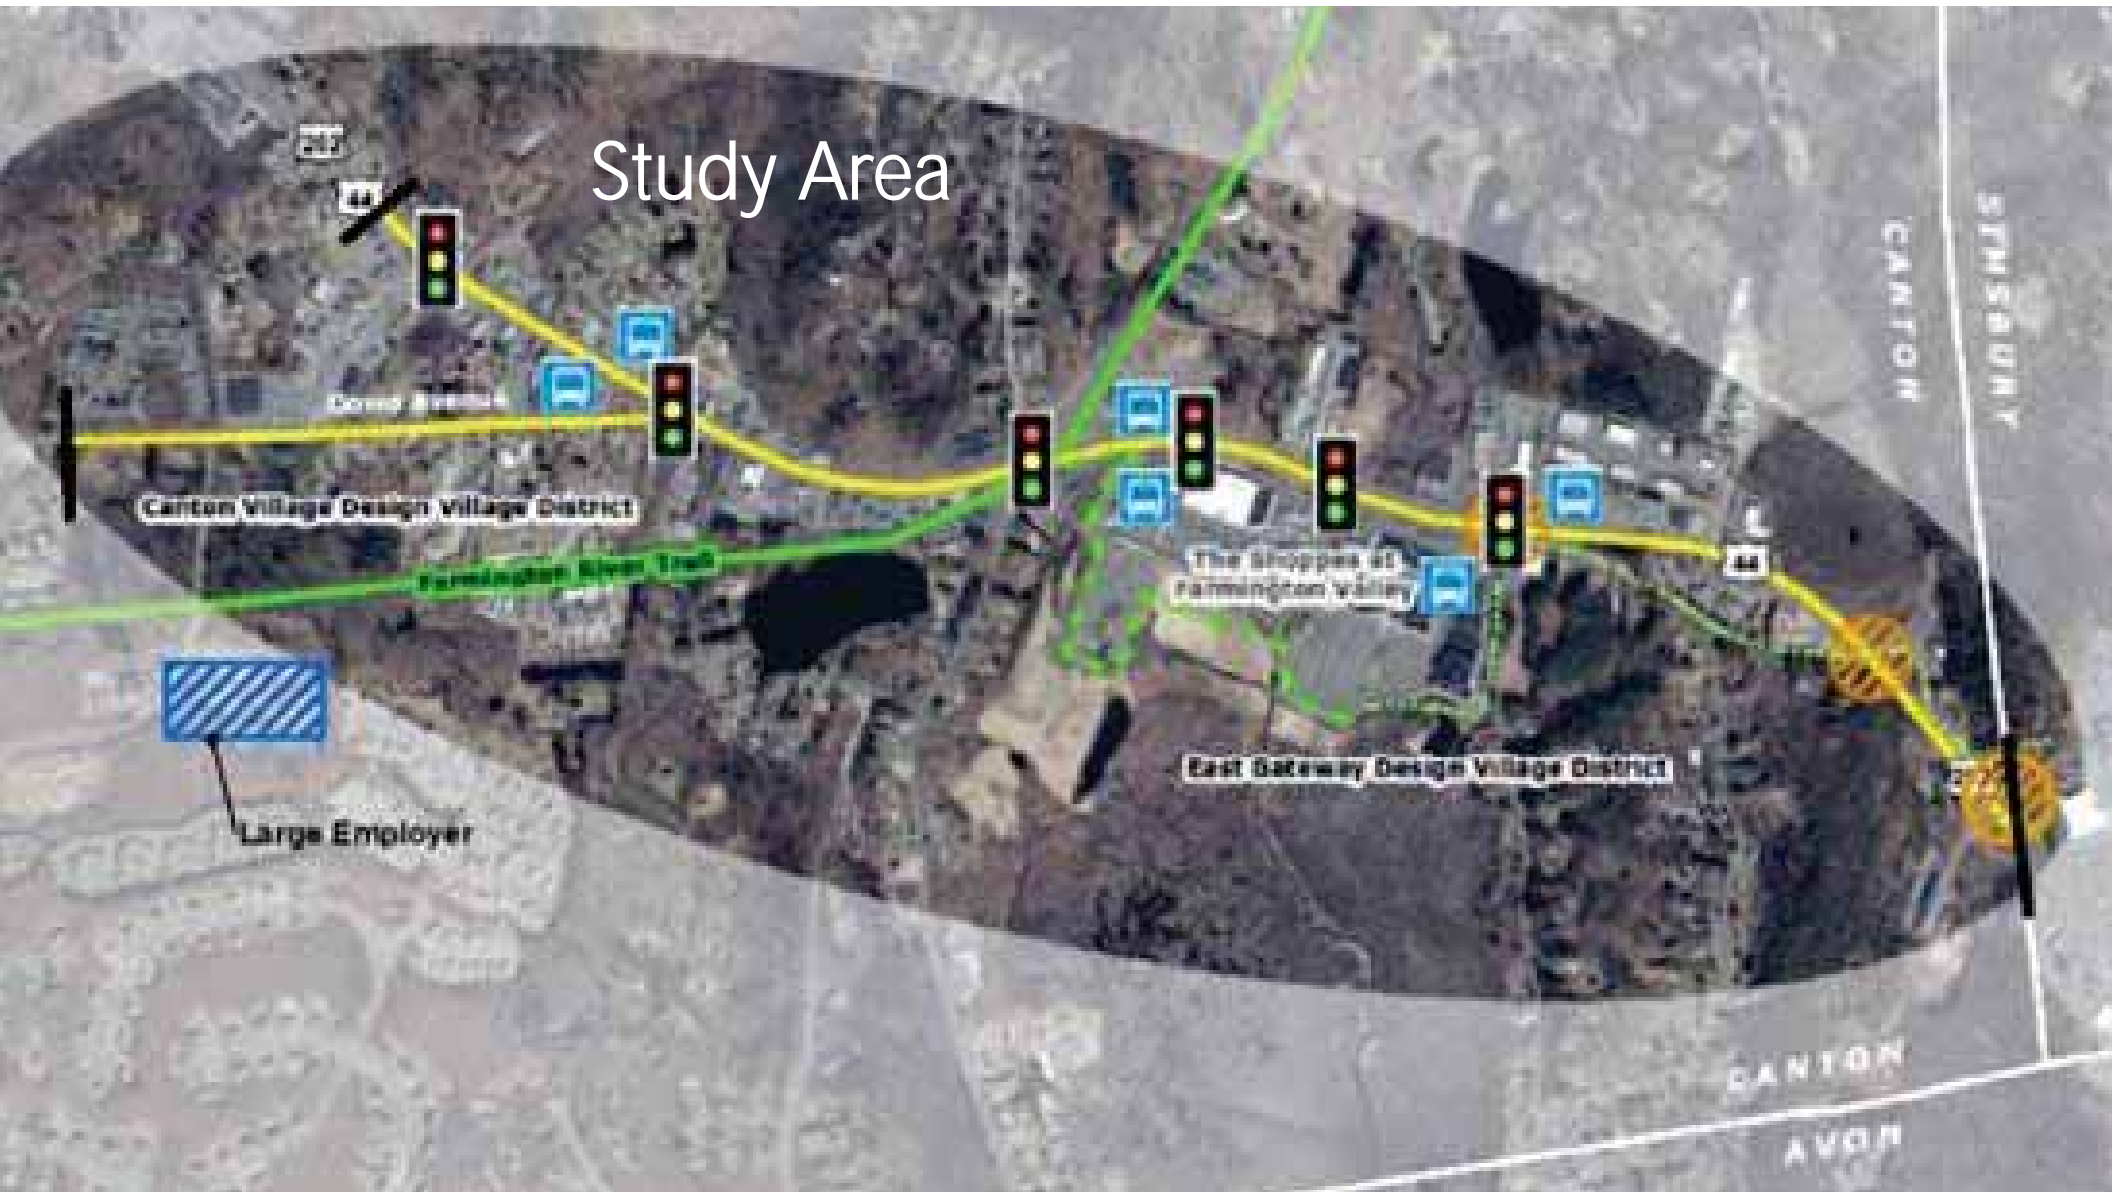 Study Area
202
44
Canton Village Design Village District
Farmington River Trail
The Shoppes at
Farmington Valley
44
East Gateway Design Village District
Large Employer
CANTON
SIMSBURY
CANTON
AVON